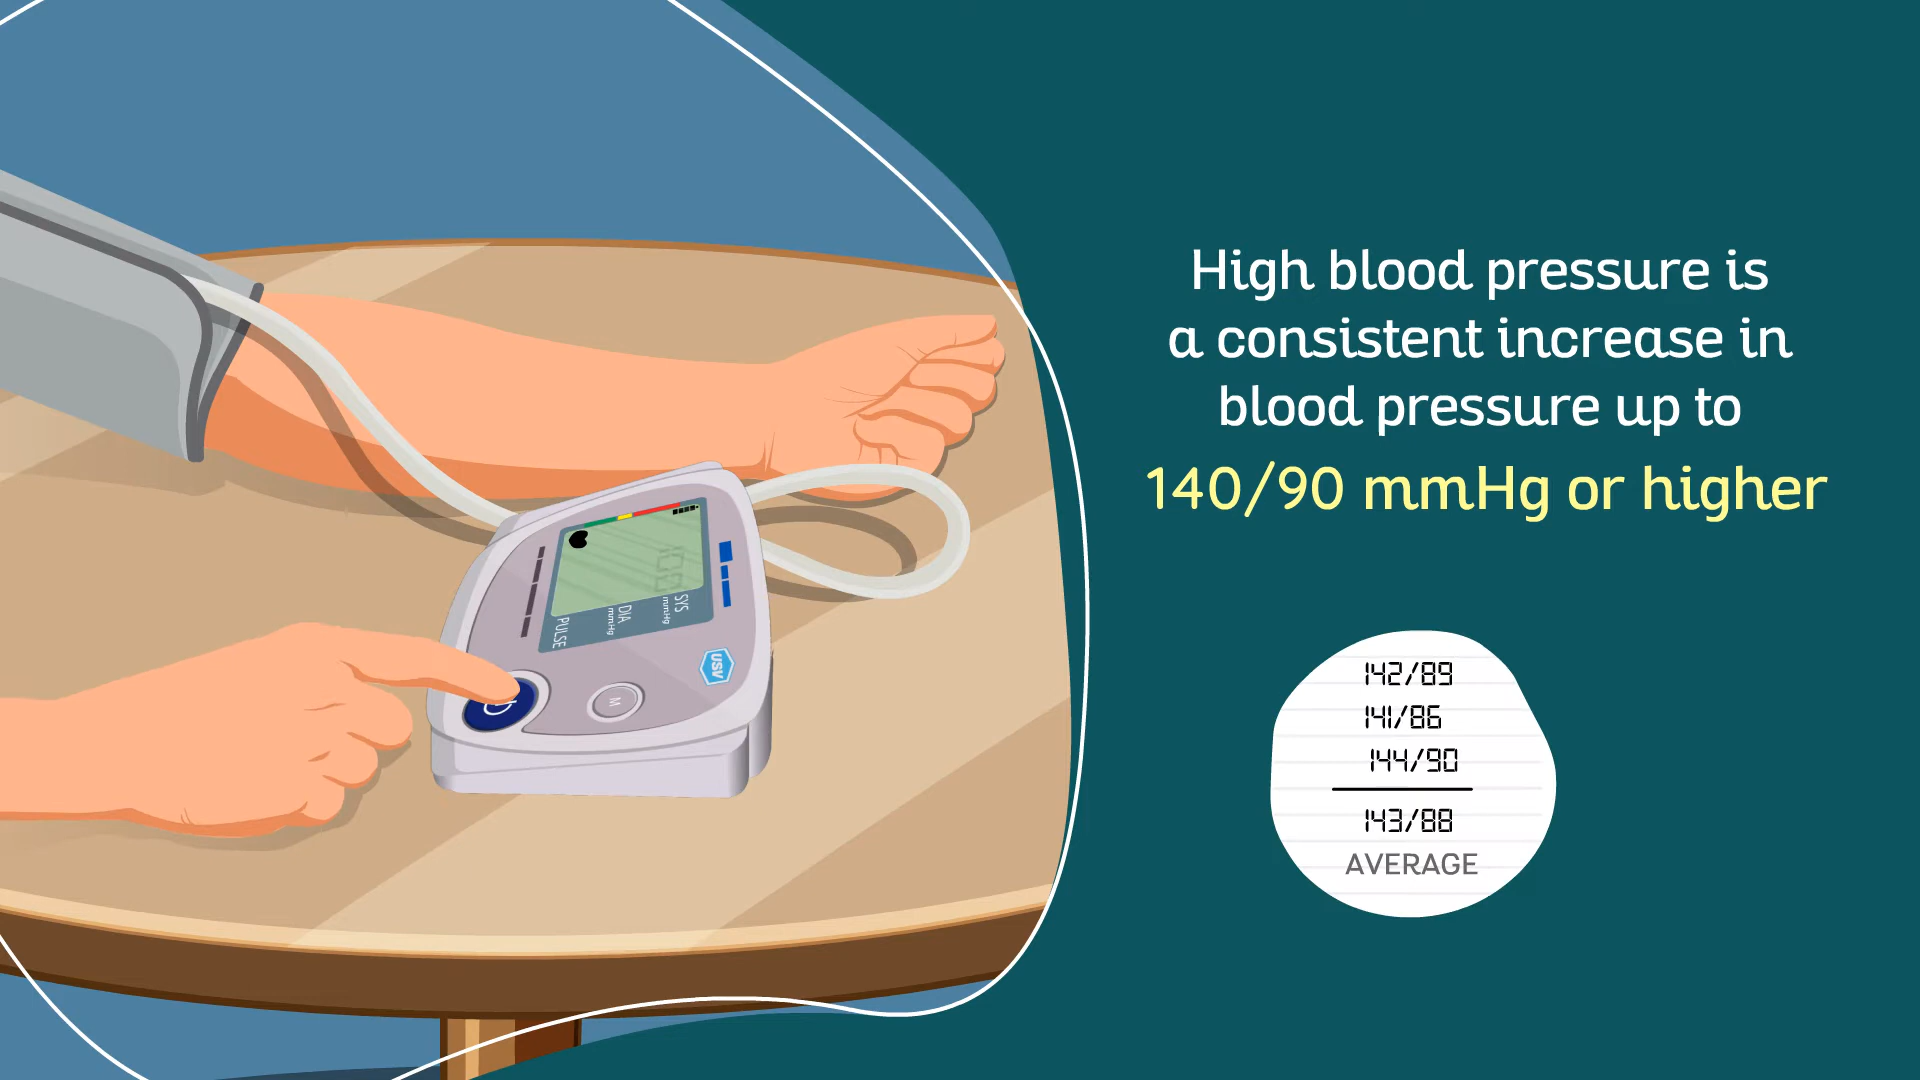 High blood pressure is
a consistent increase in
blood pressure up to
140/90 mmHg or higher
142/89
141/86
144/90
143/88
AVERAGE
100
SYS
mmHg
DIA
mmHg
PULSE
USV
M